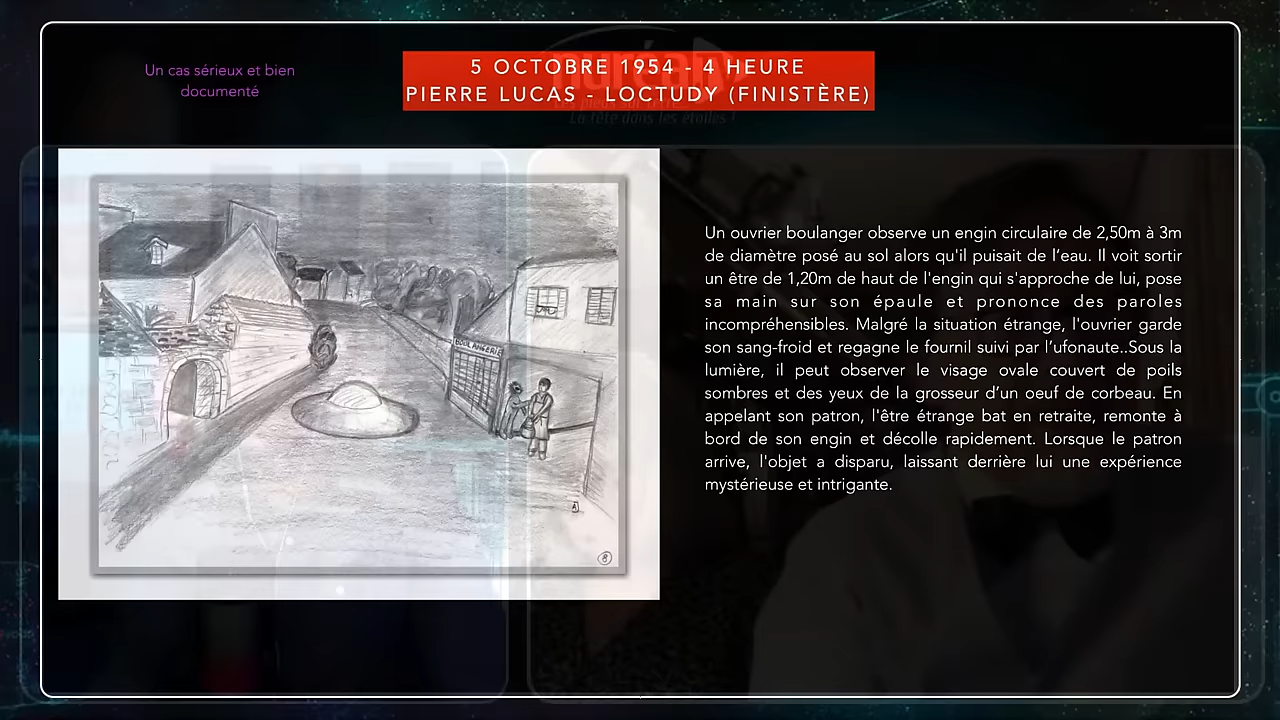 Un cas sérieux et bien
documenté
5 OCTOBRE 1954 - 4 HEURE
PIERRE LUCAS - LOCTUDY (FINISTÈRE)
nuréa
La tête dans les étoiles !
Un ouvrier boulanger observe un engin circulaire de 2,50m à 3m
de diamètre posé au sol alors qu'il puisait de l'eau. Il voit sortir
un être de 1,20m de haut de l'engin qui s'approche de lui, pose
sa main sur son épaule et prononce des paroles
incompréhensibles. Malgré la situation étrange, l'ouvrier garde
son sang-froid et regagne le fournil suivi par l’ufonaute..Sous la
lumière, il peut observer le visage ovale couvert de poils
sombres et des yeux de la grosseur d’un oeuf de corbeau. En
appelant son patron, l'être étrange bat en retraite, remonte à
bord de son engin et décolle rapidement. Lorsque le patron
arrive, l'objet a disparu, laissant derrière lui une expérience
mystérieuse et intrigante.
BOULANGERIE
A
8